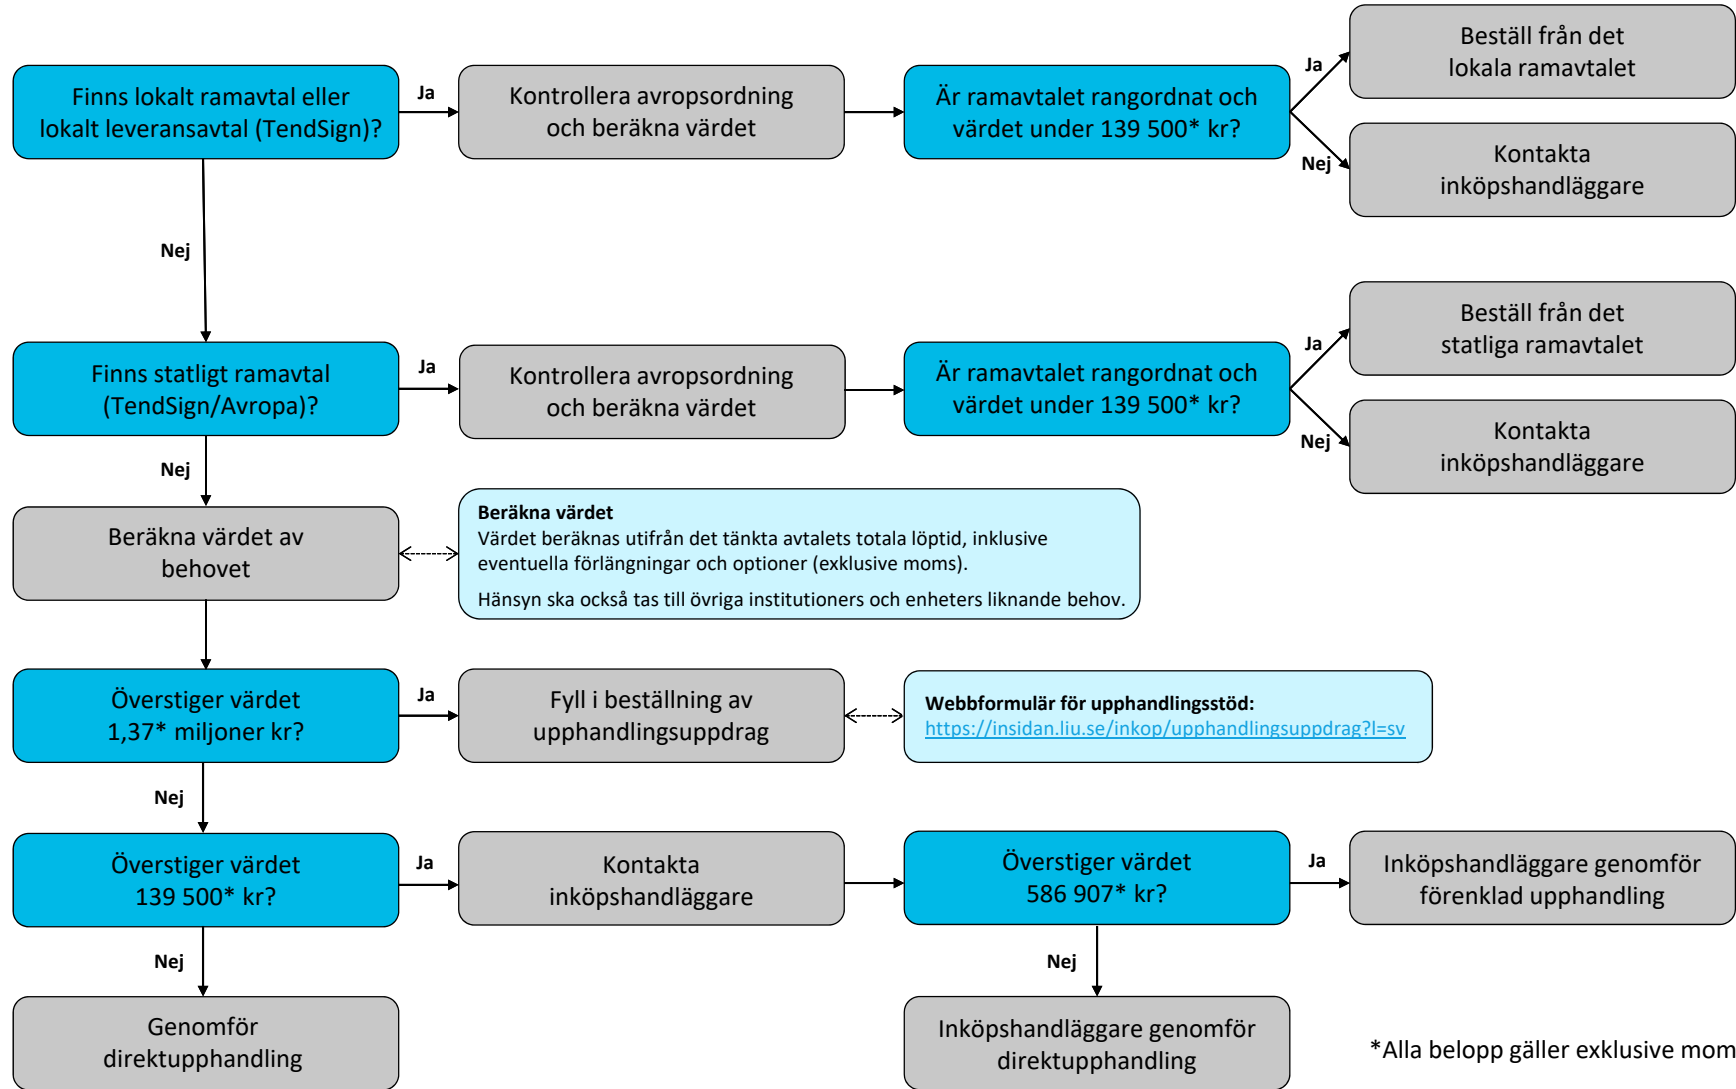 Finns lokalt ramavtal eller
lokalt leveransavtal (TendSign)?
Ja
Kontrollera avropsordning
och beräkna värdet
Är ramavtalet rangordnat och
värdet under 139 500* kr?
Ja
Beställ från det
lokala ramavtalet
Nej
Kontakta
inköpshandläggare
Nej
Finns statligt ramavtal
(TendSign/Avropa)?
Ja
Kontrollera avropsordning
och beräkna värdet
Är ramavtalet rangordnat och
värdet under 139 500* kr?
Ja
Beställ från det
statliga ramavtalet
Nej
Kontakta
inköpshandläggare
Nej
Beräkna värdet av
behovet
Beräkna värdet
Värdet beräknas utifrån det tänkta avtalets totala löptid, inklusive
eventuella förlängningar och optioner (exklusive moms).
Hänsyn ska också tas till övriga institutioners och enheters liknande behov.
Överstiger värdet
1,37* miljoner kr?
Ja
Fyll i beställning av
upphandlingsuppdrag
Webbformulär för upphandlingsstöd:
https://insidan.liu.se/inkop/upphandlingsuppdrag?l=sv
Nej
Överstiger värdet
139 500* kr?
Ja
Kontakta
inköpshandläggare
Överstiger värdet
586 907* kr?
Ja
Inköpshandläggare genomför
förenklad upphandling
Nej
Genomför
direktupphandling
Nej
Inköpshandläggare genomför
direktupphandling
*Alla belopp gäller exklusive mom